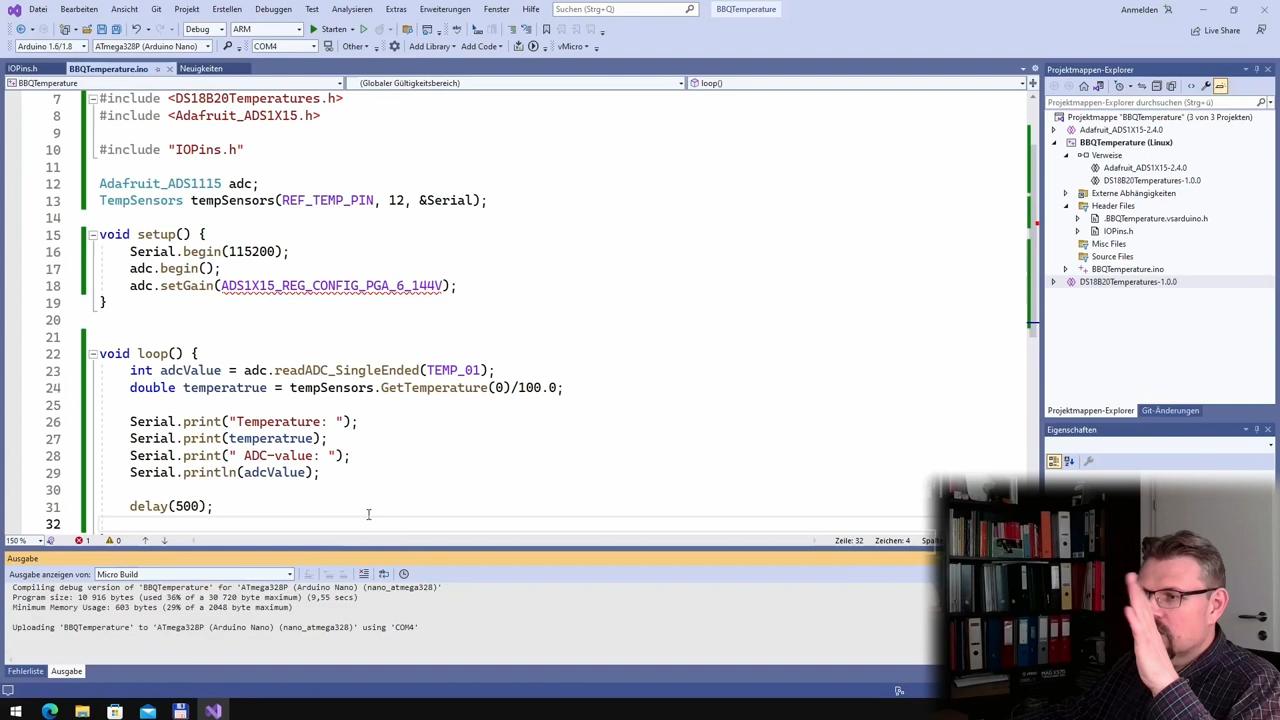 Datei Bearbeiten Ansicht Git Projekt Erstellen Debuggen Test Analysieren Extras Erweiterungen Fenster Hilfe Suchen (Strg+Q) BBQTemperature Anmelden
Debug ARM Starten Add Library Add Code vMicro Live Share
Arduino 1.6/1.8 ATmega328P (Arduino Nano) COM4 Other
IOPins.h BBQTemperature.ino Neuigkeiten
BBQTemperature (Globaler Gültigkeitsbereich) loop()
7 #include <DS18B20Temperatures.h>
8 #include <Adafruit_ADS1X15.h>
9
10 #include "IOPins.h"
11
12 Adafruit_ADS1115 adc;
13 TempSensors tempSensors(REF_TEMP_PIN, 12, &Serial);
14
15 void setup() {
16 Serial.begin(115200);
17 adc.begin();
18 adc.setGain(ADS1X15_REG_CONFIG_PGA_6_144V);
19 }
20
21
22 void loop() {
23 int adcValue = adc.readADC_SingleEnded(TEMP_01);
24 double temperatrue = tempSensors.GetTemperature(0)/100.0;
25
26 Serial.print("Temperature: ");
27 Serial.print(temperatrue);
28 Serial.print(" ADC-value: ");
29 Serial.println(adcValue);
30
31 delay(500);
32
150 % 1 0 Zeile: 32 Zeichen: 4 Spalt
Ausgabe
Ausgabe anzeigen von: Micro Build
Compiling debug version of 'BBQTemperature' for 'ATmega328P (Arduino Nano) (nano_atmega328)'
Program size: 10 916 bytes (used 36% of a 30 720 byte maximum) (9,55 secs)
Minimum Memory Usage: 603 bytes (29% of a 2048 byte maximum)
Uploading 'BBQTemperature' to 'ATmega328P (Arduino Nano) (nano_atmega328)' using 'COM4'
Fehlerliste Ausgabe
Projektmappen-Explorer
Projektmappen-Explorer durchsuchen (Strg+ü)
Projektmappe "BBQTemperature" (3 von 3 Projekten)
Adafruit_ADS1X15-2.4.0
BBQTemperature (Linux)
Verweise
Adafruit_ADS1X15-2.4.0
DS18B20Temperatures-1.0.0
Externe Abhängigkeiten
Header Files
.BBQTemperature.vsarduino.h
IOPins.h
Misc Files
Source Files
BBQTemperature.ino
DS18B20Temperatures-1.0.0
Projektmappen-Explorer Git-Änderungen
Eigenschaften